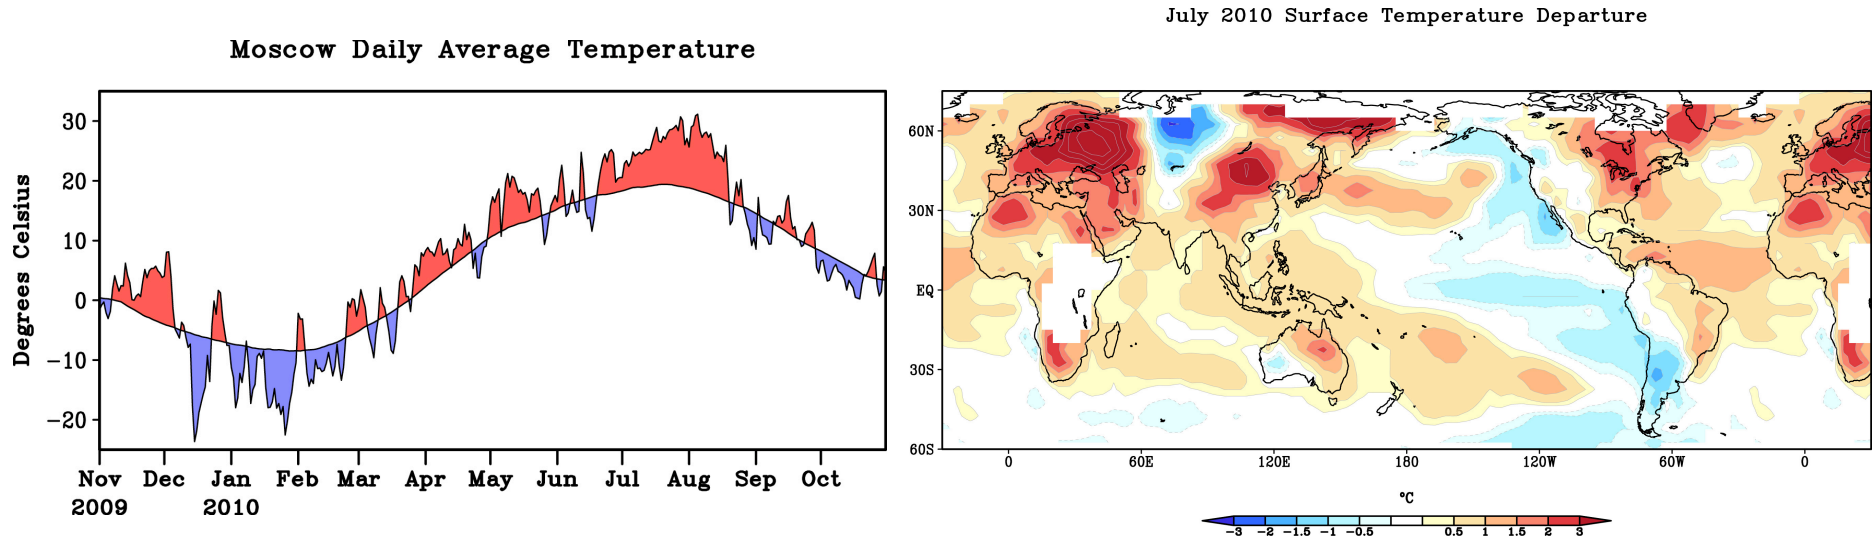 July 2010 Surface Temperature Departure
Moscow Daily Average Temperature
Degrees Celsius
30
20
10
0
−10
−20
Nov Dec Jan Feb Mar Apr May Jun Jul Aug Sep Oct
2009 2010
60N
30N
EQ
30S
60S
0 60E 120E 180 120W 60W 0
°C
−3 −2 −1.5 −1 −0.5 0.5 1 1.5 2 3